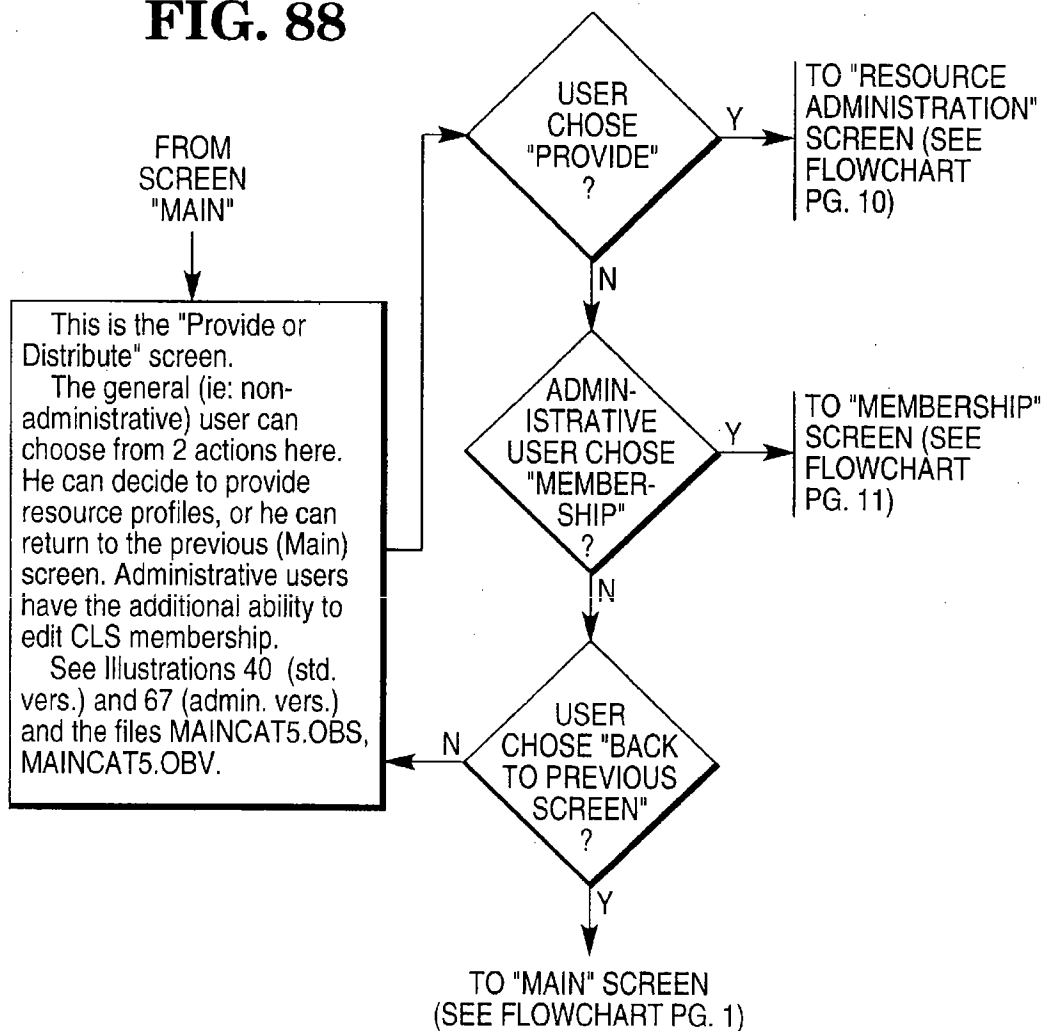 FIG. 88
FROM
SCREEN
"MAIN"
This is the "Provide or
Distribute" screen.
The general (ie: non-
administrative) user can
choose from 2 actions here.
He can decide to provide
resource profiles, or he can
return to the previous (Main)
screen. Administrative users
have the additional ability to
edit CLS membership.
See Illustrations 40 (std.
vers.) and 67 (admin. vers.)
and the files MAINCAT5.OBS,
MAINCAT5.OBV.
USER
CHOSE
"PROVIDE"
?
Y
TO "RESOURCE
ADMINISTRATION"
SCREEN (SEE
FLOWCHART
PG. 10)
N
ADMIN-
ISTRATIVE
USER CHOSE
"MEMBER-
SHIP"
?
Y
TO "MEMBERSHIP"
SCREEN (SEE
FLOWCHART
PG. 11)
N
USER
CHOSE "BACK
TO PREVIOUS
SCREEN"
?
N
Y
TO "MAIN" SCREEN
(SEE FLOWCHART PG. 1)